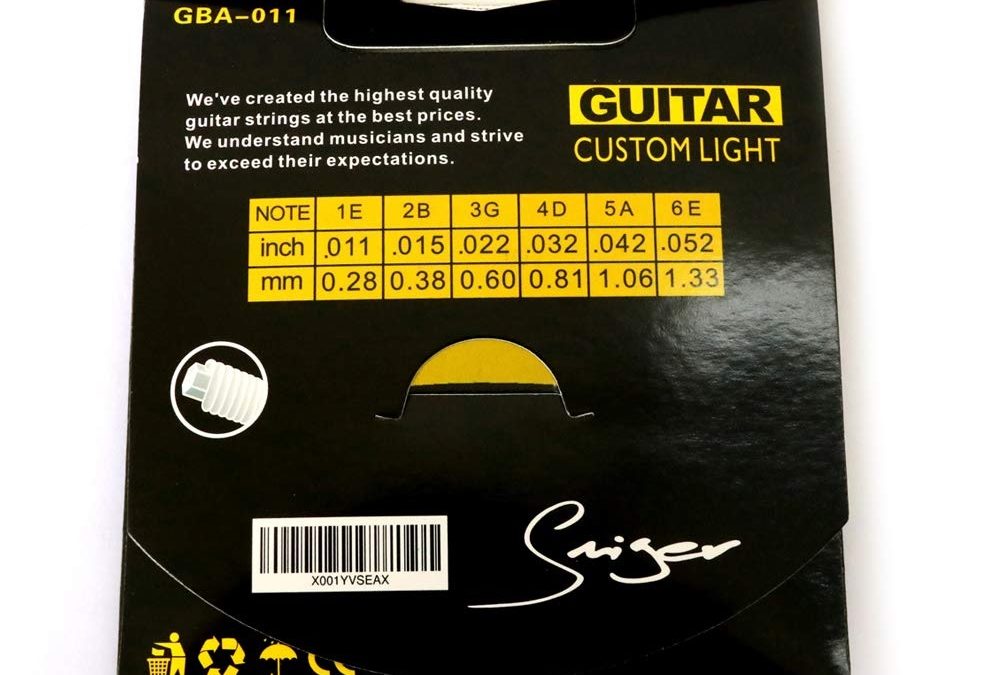 GBA-011
We've created the highest quality
guitar strings at the best prices.
We understand musicians and strive
to exceed their expectations.
GUITAR
CUSTOM LIGHT
NOTE 1E 2B 3G 4D 5A 6E
inch .011 .015 .022 .032 .042 .052
mm 0.28 0.38 0.60 0.81 1.06 1.33
X001YVSEAX
Smiger